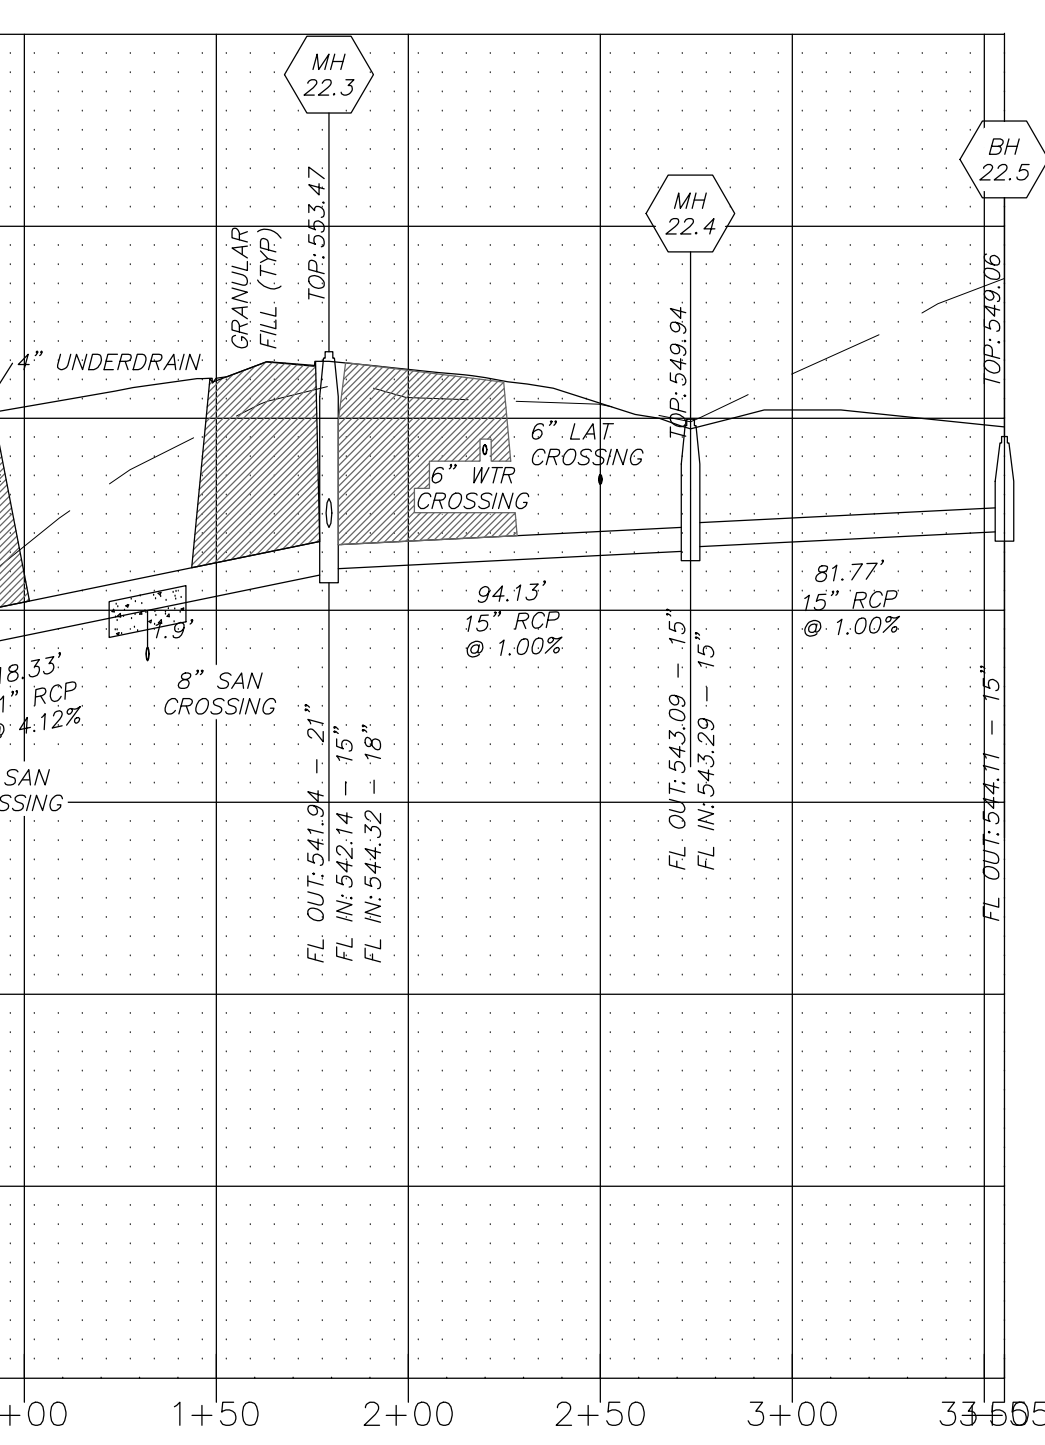 MH
22.3
BH
22.5
MH
22.4
TOP: 553.47
GRANULAR
FILL (TYP.)
TOP: 549.94
TOP: 549.06
4" UNDERDRAIN
6" LAT
CROSSING
6" WTR
CROSSING
94.13'
15" RCP
@ 1.00%
81.77'
15" RCP
@ 1.00%
1.9'
8" SAN
CROSSING
18.33'
1" RCP
@ 4.12%
SAN
SSING
FL OUT: 541.94 - 21"
FL IN: 542.14 - 15"
FL IN: 544.32 - 18"
FL OUT: 543.09 - 15"
FL IN: 543.29 - 15"
FL OUT: 544.11 - 15"
+00
1+50
2+00
2+50
3+00